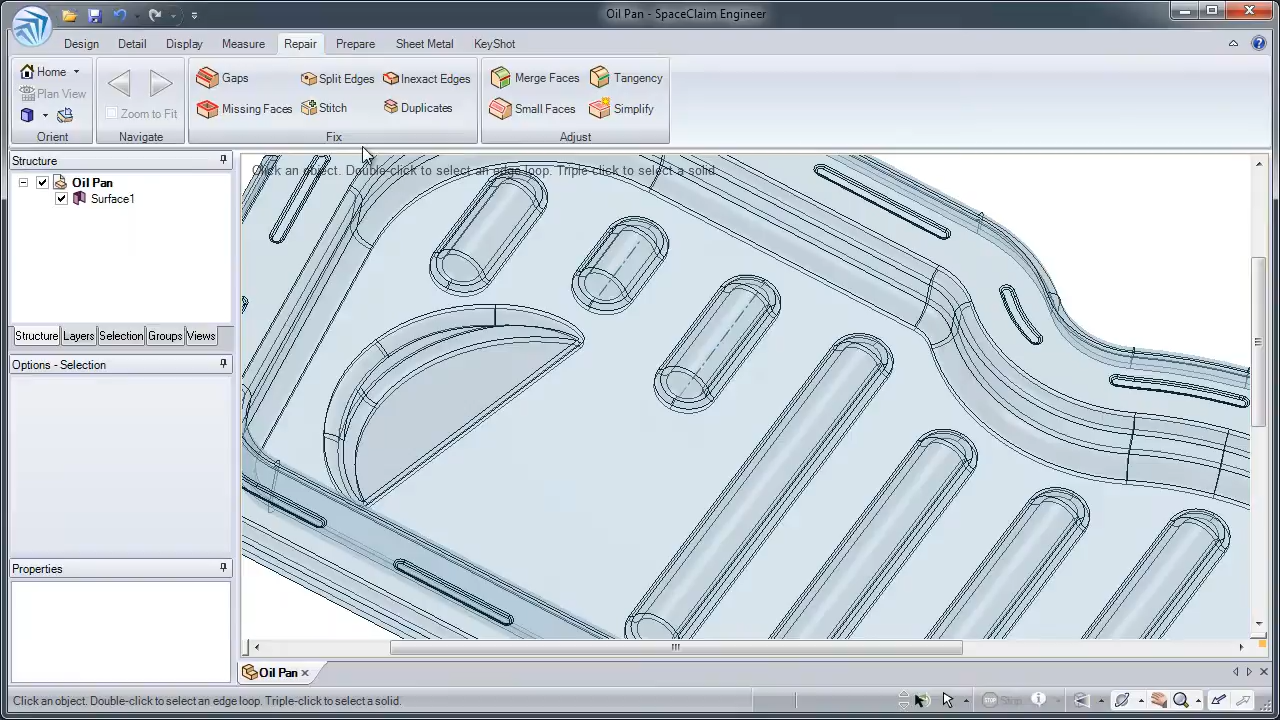 Oil Pan - SpaceClaim Engineer
Design Detail Display Measure Repair Prepare Sheet Metal KeyShot
Home
Plan View
Orient
Zoom to Fit
Navigate
Gaps Split Edges Inexact Edges
Missing Faces Stitch Duplicates
Fix
Merge Faces Tangency
Small Faces Simplify
Adjust
Structure
Oil Pan
Surface1
Structure Layers Selection Groups Views
Options - Selection
Properties
Click an object. Double-click to select an edge loop. Triple click to select a solid.
Oil Pan
Click an object. Double-click to select an edge loop. Triple-click to select a solid.
Stop